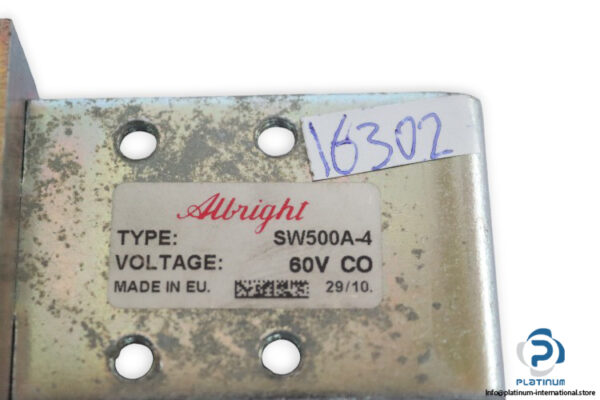 16302
Albright
TYPE: SW500A-4
VOLTAGE: 60V CO
MADE IN EU. 29/10.
PLATINUM
info@platinum-international.store